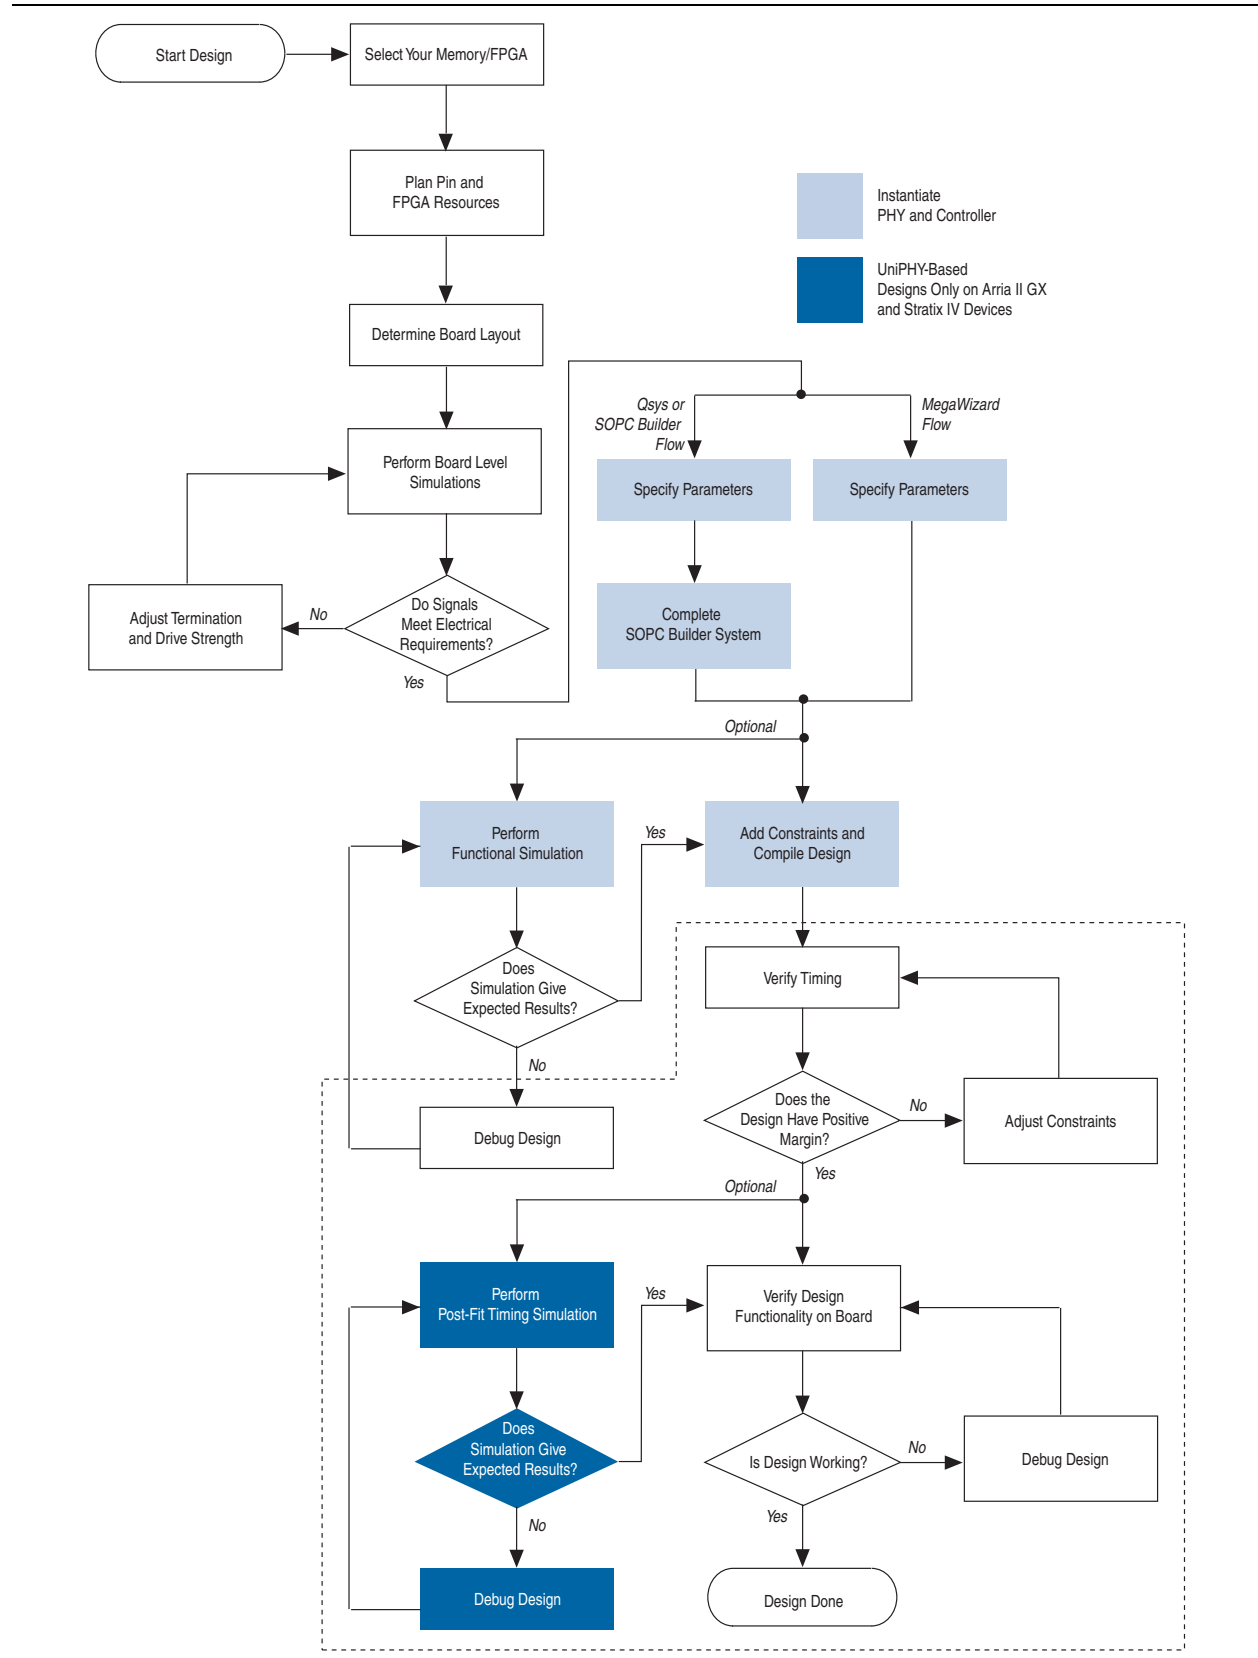 Start Design
Select Your Memory/FPGA
Plan Pin and
FPGA Resources
Instantiate
PHY and Controller
UniPHY-Based
Designs Only on Arria II GX
and Stratix IV Devices
Determine Board Layout
Qsys or
SOPC Builder
Flow
MegaWizard
Flow
Perform Board Level
Simulations
Specify Parameters
Specify Parameters
Adjust Termination
and Drive Strength
No
Do Signals
Meet Electrical
Requirements?
Yes
Complete
SOPC Builder System
Optional
Perform
Functional Simulation
Yes
Add Constraints and
Compile Design
Does
Simulation Give
Expected Results?
No
Verify Timing
Debug Design
Does the
Design Have Positive
Margin?
No
Adjust Constraints
Yes
Optional
Perform
Post-Fit Timing Simulation
Yes
Verify Design
Functionality on Board
Does
Simulation Give
Expected Results?
No
Is Design Working?
No
Debug Design
Yes
Debug Design
Design Done